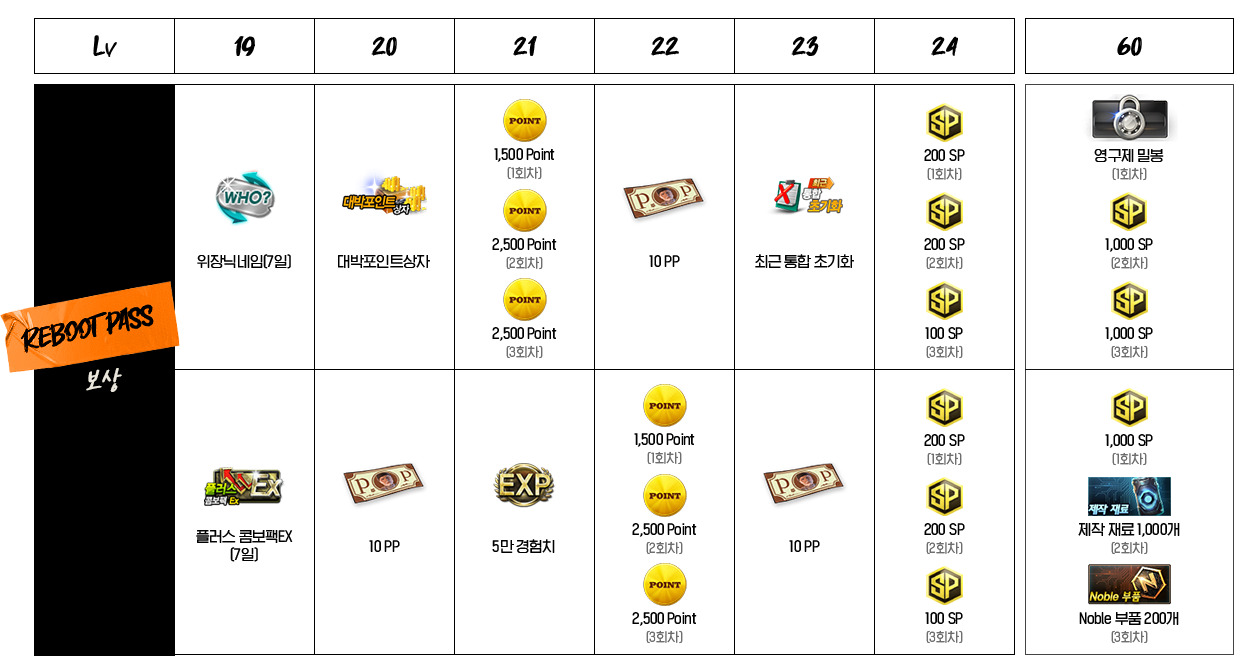 Lv 19 20 21 22 23 24 60
REBOOT PASS
보상
WHO?
위장닉네임(7일)
대박포인트
상자
대박포인트상자
POINT
1,500 Point
(1회차)
POINT
2,500 Point
(2회차)
POINT
2,500 Point
(3회차)
P.O.P
10 PP
최근
통합
초기화
최근 통합 초기화
SP
200 SP
(1회차)
SP
200 SP
(2회차)
SP
100 SP
(3회차)
영구제 밀봉
(1회차)
SP
1,000 SP
(2회차)
SP
1,000 SP
(3회차)
플러스 Ex
콤보팩 Ex
플러스 콤보팩EX
(7일)
P.O.P
10 PP
EXP
5만 경험치
POINT
1,500 Point
(1회차)
POINT
2,500 Point
(2회차)
POINT
2,500 Point
(3회차)
P.O.P
10 PP
SP
200 SP
(1회차)
SP
200 SP
(2회차)
SP
100 SP
(3회차)
SP
1,000 SP
(1회차)
제작 재료
제작 재료 1,000개
(2회차)
N
Noble 부품
Noble 부품 200개
(3회차)